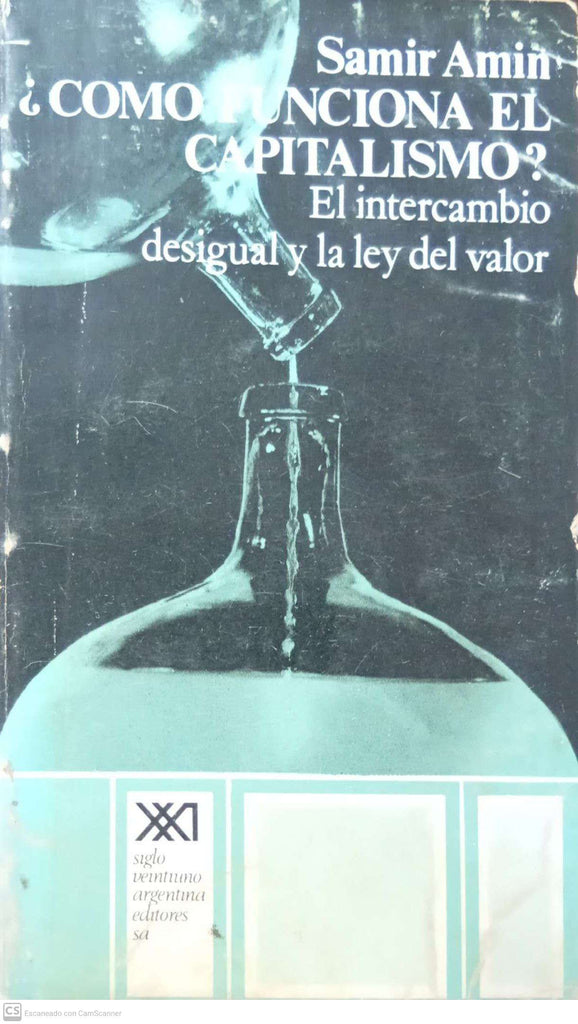 Samir Amin
¿COMO FUNCIONA EL
CAPITALISMO?
El intercambio
desigual y la ley del valor
XXI
siglo
veintiuno
argentina
editores
sa
CS Escaneado con CamScanner